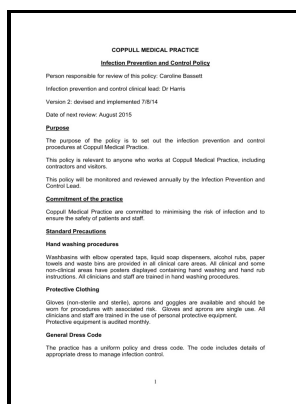 COPPULL MEDICAL PRACTICE
Infection Prevention and Control Policy
Person responsible for review of this policy: Caroline Bassett
Infection prevention and control clinical lead: Dr Harris
Version 2: devised and implemented 7/8/14
Date of next review: August 2015
Purpose
The purpose of the policy is to set out the infection prevention and control
procedures at Coppull Medical Practice.
This policy is relevant to anyone who works at Coppull Medical Practice, including
contractors and visitors.
This policy will be monitored and reviewed annually by the Infection Prevention and
Control Lead.
Commitment of the practice
Coppull Medical Practice are committed to minimising the risk of infection and to
ensure the safety of patients and staff.
Standard Precautions
Hand washing procedures
Washbasins with elbow operated taps, liquid soap dispensers, alcohol rubs, paper
towels and waste bins are provided in all clinical care areas. All clinical and some
non-clinical areas have posters displayed containing hand washing and hand rub
instructions. All clinicians and staff are trained in hand washing procedures.
Protective Clothing
Gloves (non-sterile and sterile), aprons and goggles are available and should be
worn for procedures with associated risk. Gloves and aprons are single use. All
clinicians and staff are trained in the use of personal protective equipment.
Protective equipment is audited monthly.
General Dress Code
The practice has a uniform policy and dress code. The code includes details of
appropriate dress to manage infection control.
1